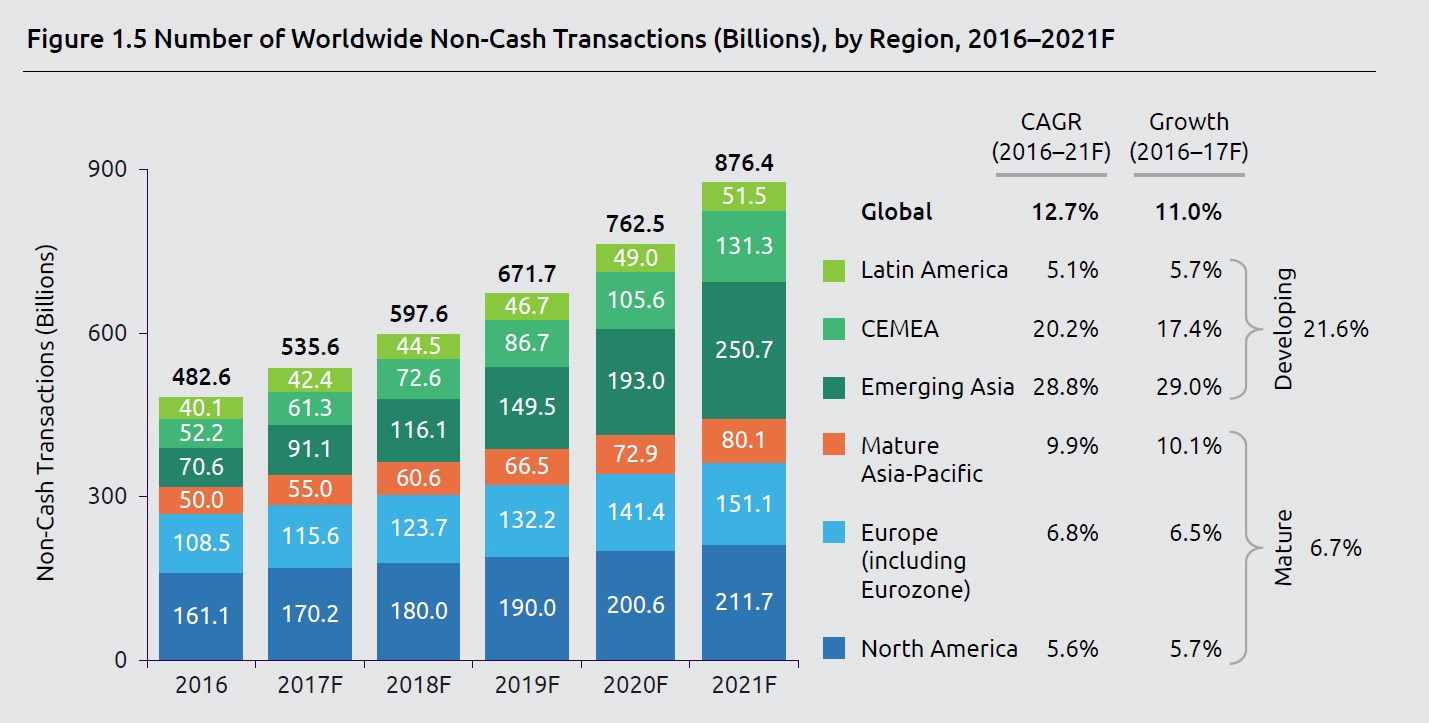 Figure 1.5 Number of Worldwide Non-Cash Transactions (Billions), by Region, 2016–2021F
Non-Cash Transactions (Billions)
900
600
300
0
482.6
40.1
52.2
70.6
50.0
108.5
161.1
2016
535.6
42.4
61.3
91.1
55.0
115.6
170.2
2017F
597.6
44.5
72.6
116.1
60.6
123.7
180.0
2018F
671.7
46.7
86.7
149.5
66.5
132.2
190.0
2019F
762.5
49.0
105.6
193.0
72.9
141.4
200.6
2020F
876.4
51.5
131.3
250.7
80.1
151.1
211.7
2021F
CAGR Growth
(2016–21F) (2016–17F)
Global 12.7% 11.0%
Latin America 5.1% 5.7%
CEMEA 20.2% 17.4%
Emerging Asia 28.8% 29.0%
Developing 21.6%
Mature 9.9% 10.1%
Asia-Pacific
Europe 6.8% 6.5%
(including
Eurozone)
North America 5.6% 5.7%
Mature 6.7%